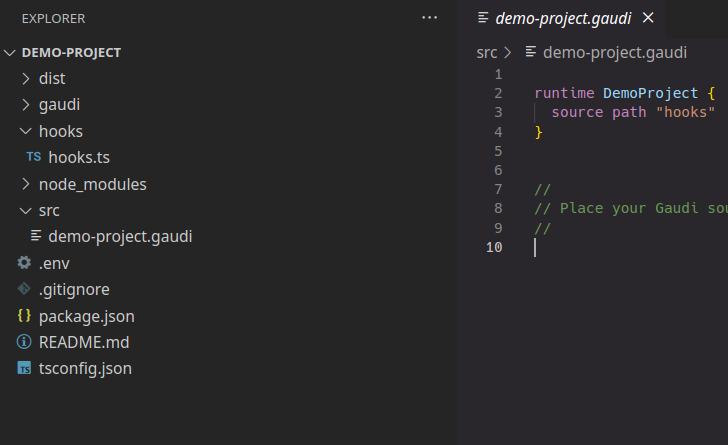 EXPLORER ...
DEMO-PROJECT
dist
gaudi
hooks
TS hooks.ts
node_modules
src
demo-project.gaudi
.env
.gitignore
{} package.json
README.md
TS tsconfig.json
demo-project.gaudi
src > demo-project.gaudi
1
2 runtime DemoProject {
3 source path "hooks"
4 }
5
6
7 //
8 // Place your Gaudi sou
9 //
10